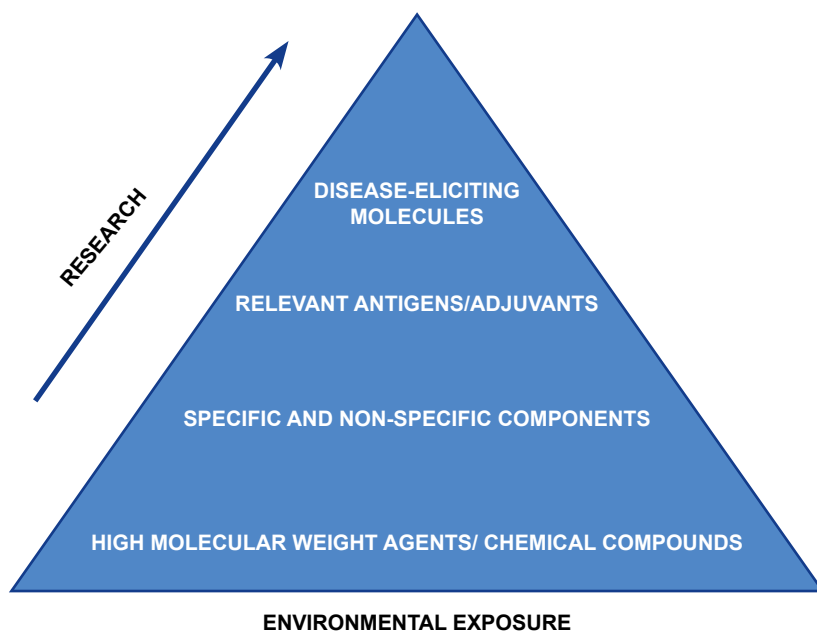 RESEARCH
DISEASE-ELICITING
MOLECULES
RELEVANT ANTIGENS/ADJUVANTS
SPECIFIC AND NON-SPECIFIC COMPONENTS
HIGH MOLECULAR WEIGHT AGENTS/ CHEMICAL COMPOUNDS
ENVIRONMENTAL EXPOSURE